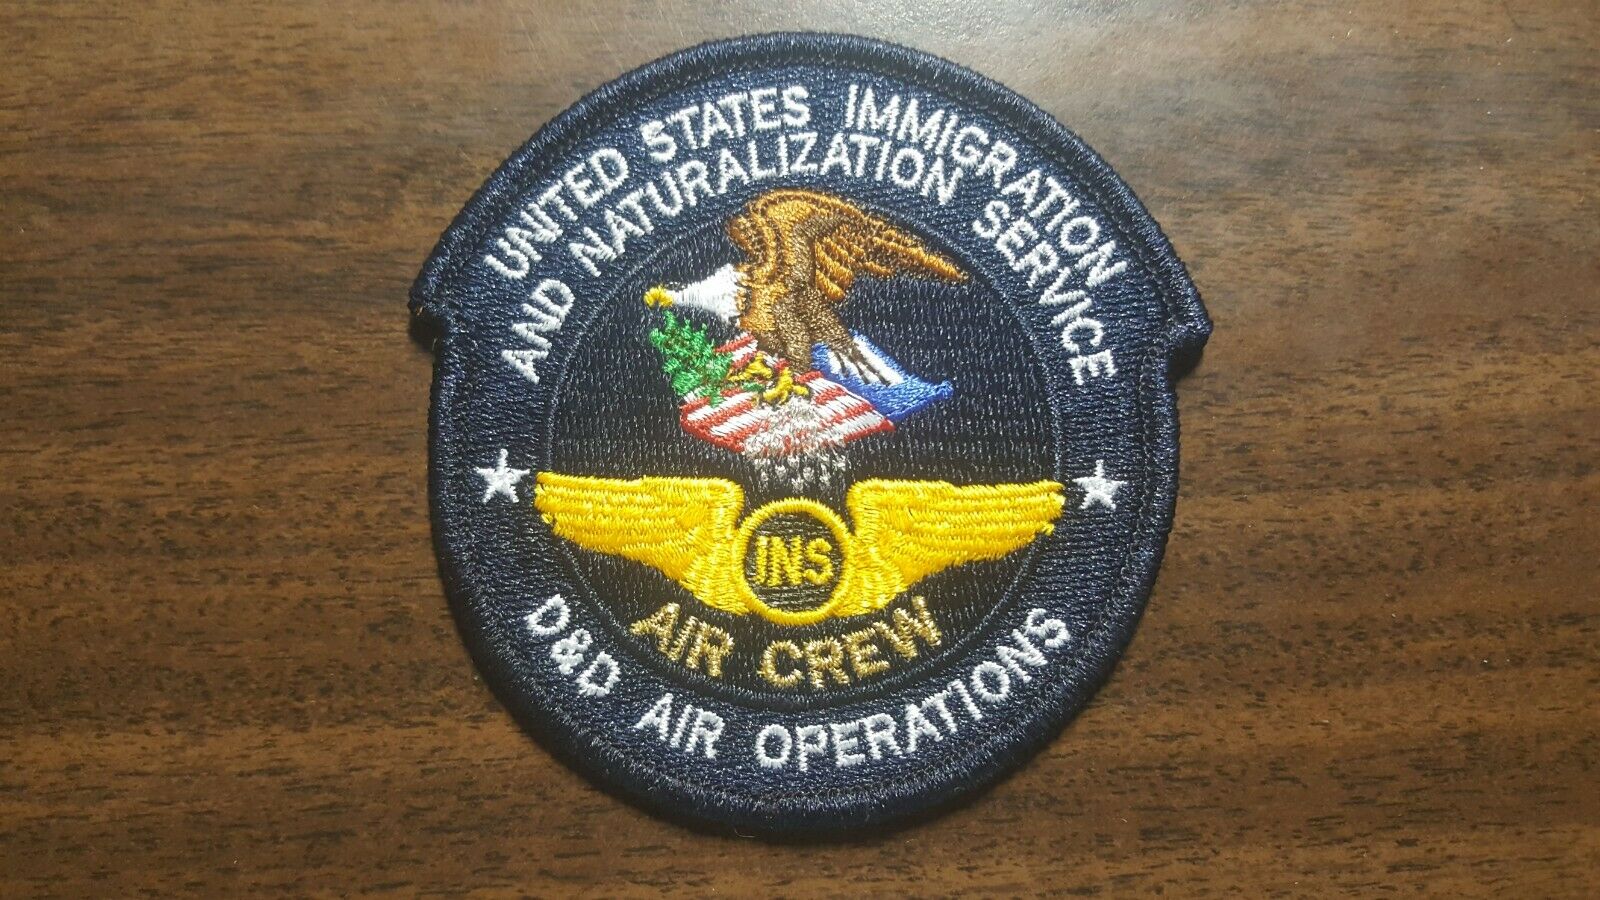 UNITED STATES IMMIGRATION
AND NATURALIZATION SERVICE
INS
AIR CREW
D&D AIR OPERATIONS